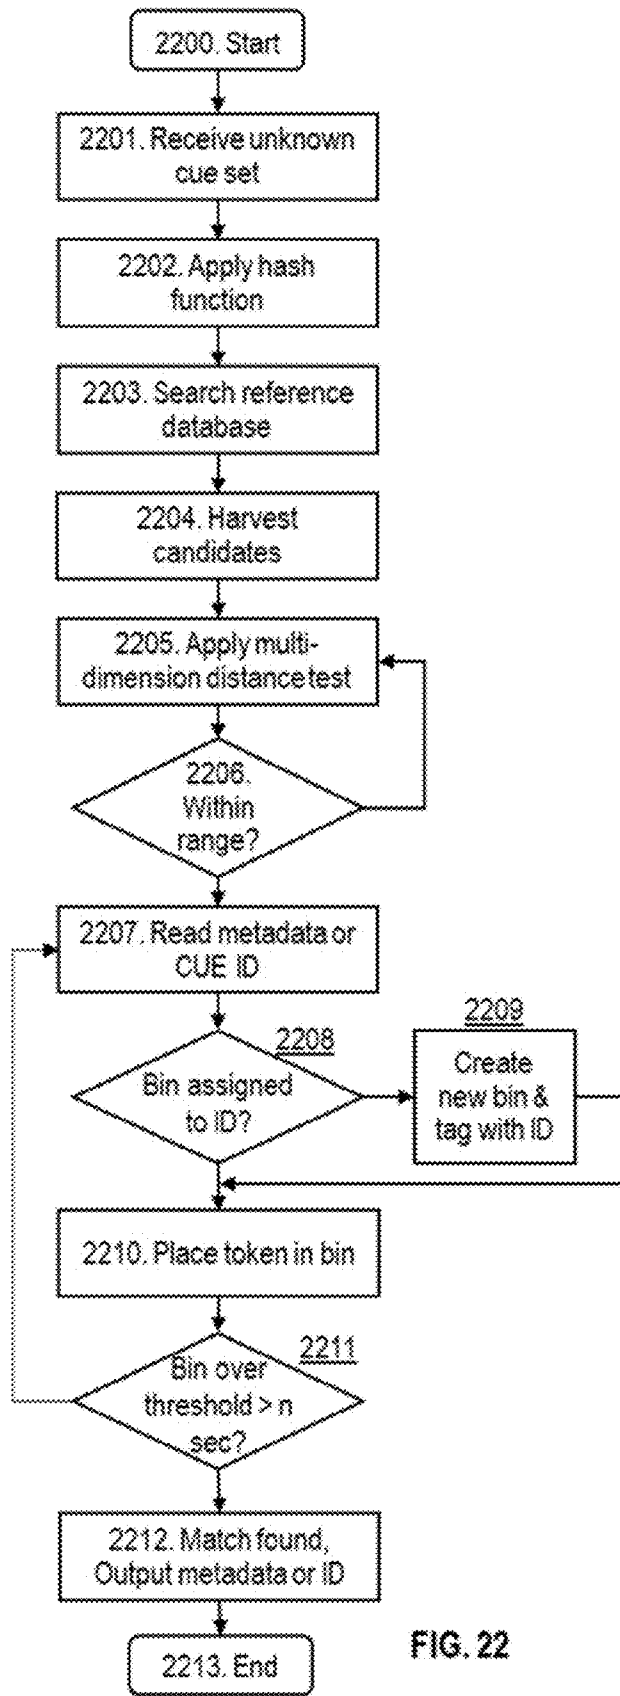 2200. Start
2201. Receive unknown
cue set
2202. Apply hash
function
2203. Search reference
database
2204. Harvest
candidates
2205. Apply multi-
dimension distance test
2206.
Within
range?
2207. Read metadata or
CUE ID
2208
Bin assigned
to ID?
2209
Create
new bin &
tag with ID
2210. Place token in bin
2211
Bin over
threshold > n
sec?
2212. Match found,
Output metadata or ID
2213. End
FIG. 22